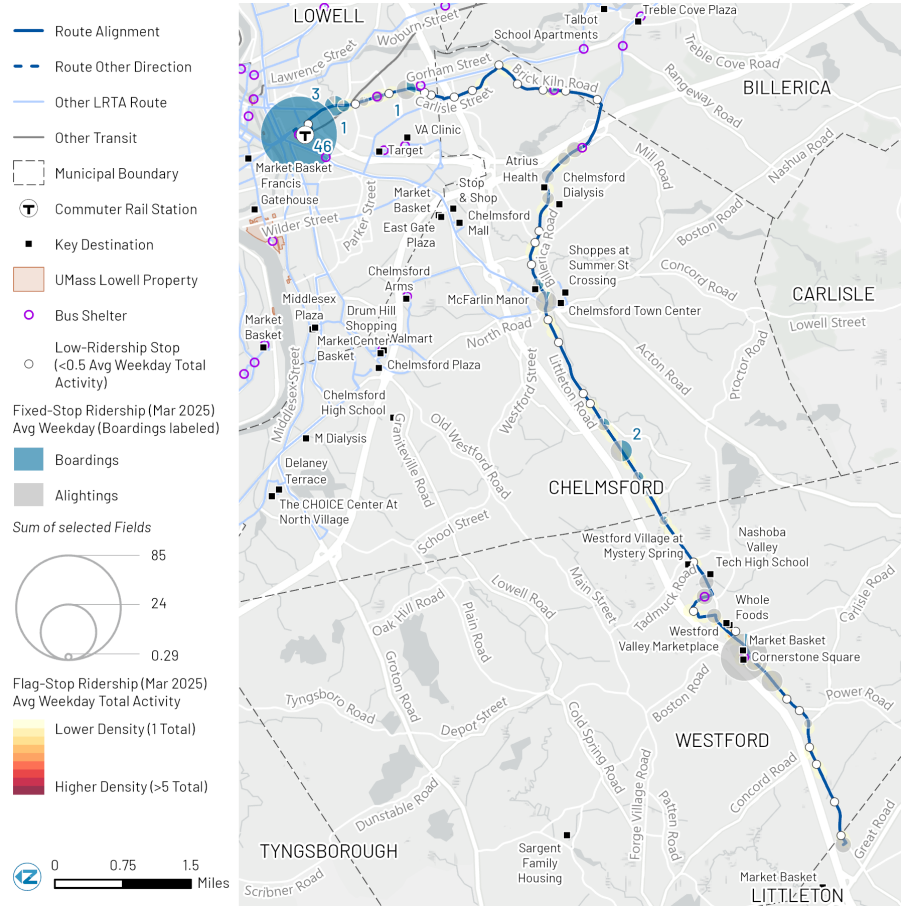 Route Alignment
Route Other Direction
Other LRTA Route
Other Transit
Municipal Boundary
Commuter Rail Station
Key Destination
UMass Lowell Property
Bus Shelter
Low-Ridership Stop
(<0.5 Avg Weekday Total
Activity)
Fixed-Stop Ridership (Mar 2025)
Avg Weekday (Boardings labeled)
Boardings
Alightings
Sum of selected Fields
85
24
0.29
Flag-Stop Ridership (Mar 2025)
Avg Weekday Total Activity
Lower Density (1 Total)
Higher Density (>5 Total)
Z
0
0.75
1.5
Miles
LOWELL
Woburn Street
Lawrence Street
Talbot
School Apartments
Treble Cove Plaza
Treble Cove Road
Gorham Street
Brick Kiln Road
Carlisle Street
Rangeway Road
BILLERICA
3
1
1
46
T
VA Clinic
Target
Market Basket
Francis
Gatehouse
Wilder Street
Parker Street
Market
Basket
Stop
& Shop
East Gate
Plaza
Chelmsford
Mall
Atrius
Health
Chelmsford
Dialysis
Mill Road
Nashua Road
Boston Road
Billerica Road
Chelmsford
Arms
Shoppes at
Summer St
Crossing
Concord Road
CARLISLE
Middlesex
Plaza
Drum Hill
Shopping
Center
McFarlin Manor
Chelmsford Town Center
Lowell Street
Market
Basket
Market
Basket
Walmart
North Road
Chelmsford Plaza
Middlesex Street
Westford Street
Littleton Road
Acton Road
Proctor Road
Chelmsford
High School
M Dialysis
Graniteville Road
Old Westford Road
2
Delaney
Terrace
The CHOICE Center At
North Village
CHELMSFORD
School Street
Westford Village at
Mystery Spring
Nashoba
Valley
Tech High School
Main Street
Lowell Road
Tadmuck Road
Oak Hill Road
Plain Road
Carlisle Road
Whole
Foods
Westford
Valley Marketplace
Market Basket
Cornerstone Square
Groton Road
Boston Road
Power Road
Tyngsboro Road
Depot Street
Cold Spring Road
WESTFORD
Concord Road
Dunstable Road
Forge Village Road
Patten Road
Great Road
TYNGSBOROUGH
Sargent
Family
Housing
Scribner Road
Market Basket
LITTLETON